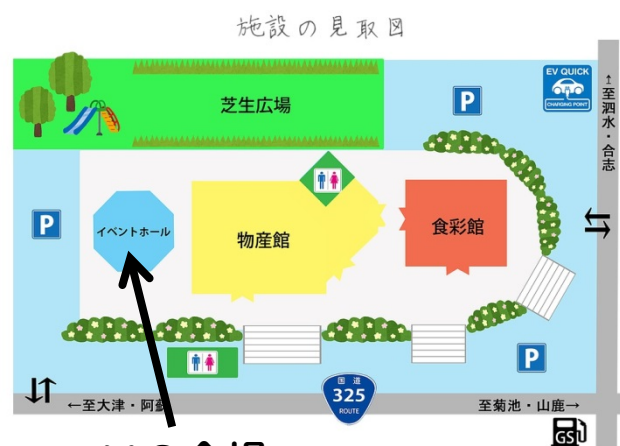 施設の見取図
EV QUICK
CHARGING POINT
芝生広場
P
↑至泗水・合志
P
イベントホール
物産館
食彩館
P
国道
325
ROUTE
←至大津・阿蘇
至菊池・山鹿→
GS